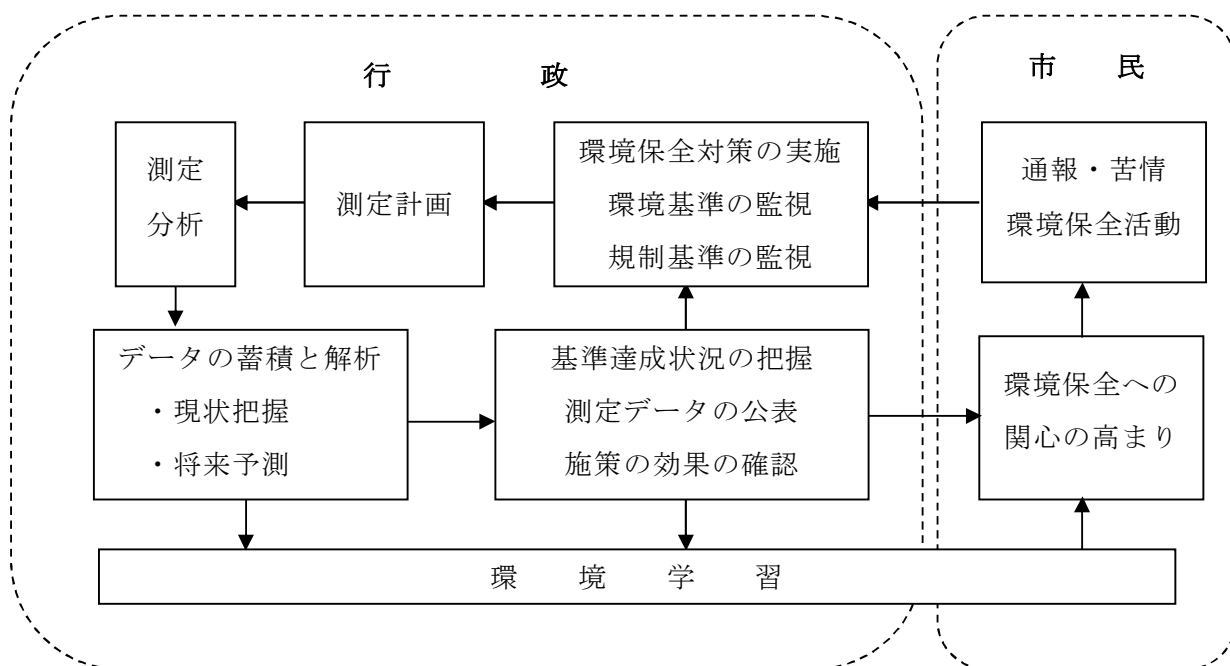 行政
市民
測定
分析
測定計画
環境保全対策の実施
環境基準の監視
規制基準の監視
通報・苦情
環境保全活動
データの蓄積と解析
・現状把握
・将来予測
基準達成状況の把握
測定データの公表
施策の効果の確認
環境保全への
関心の高まり
環境学習